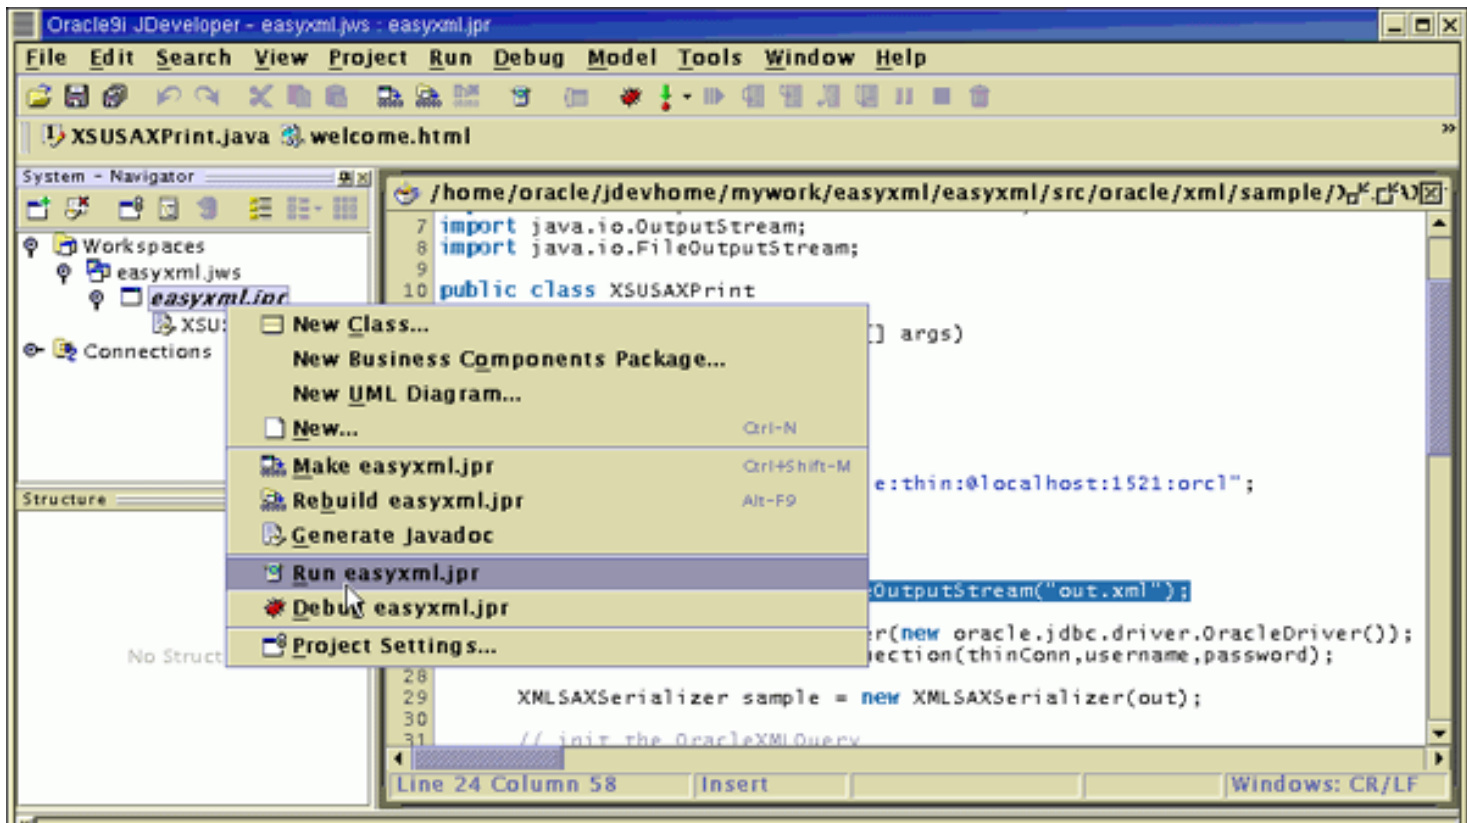 Oracle9i JDeveloper - easyxml.jws : easyxml.jpr
File Edit Search View Project Run Debug Model Tools Window Help
XSUSAXPrint.java welcome.html
System - Navigator
Workspaces
easyxml.jws
easyxml.jpr
XSU
Connections
Structure
No Struct
/home/oracle/jdevhome/mywork/easyxml/easyxml/src/oracle/xml/sample/
7 import java.io.OutputStream;
8 import java.io.FileOutputStream;
9
10 public class XSUSAXPrint
[] args)
e:thin:@localhost:1521:orcl";
OutputStream("out.xml");
r(new oracle.jdbc.driver.OracleDriver());
ection(thinConn,username,password);
28
29 XMLSAXSerializer sample = new XMLSAXSerializer(out);
30
31 // init the OracleXMLQuery
New Class...
New Business Components Package...
New UML Diagram...
New... Ctrl-N
Make easyxml.jpr Ctrl+Shift-M
Rebuild easyxml.jpr Alt-F9
Generate Javadoc
Run easyxml.jpr
Debug easyxml.jpr
Project Settings...
Line 24 Column 58 Insert Windows: CR/LF